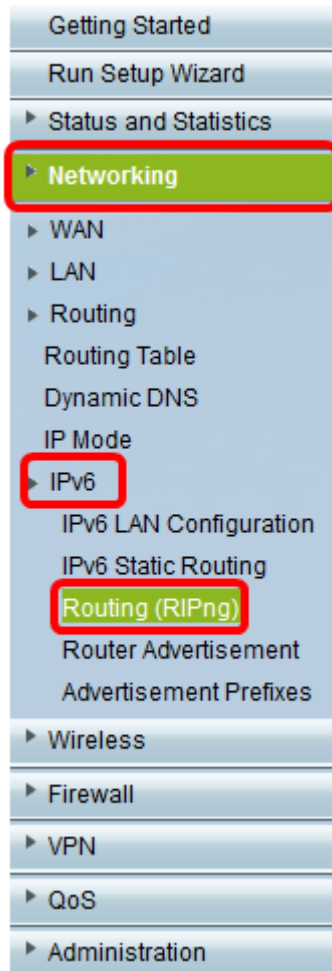 Getting Started
Run Setup Wizard
Status and Statistics
Networking
WAN
LAN
Routing
Routing Table
Dynamic DNS
IP Mode
IPv6
IPv6 LAN Configuration
IPv6 Static Routing
Routing (RIPng)
Router Advertisement
Advertisement Prefixes
Wireless
Firewall
VPN
QoS
Administration